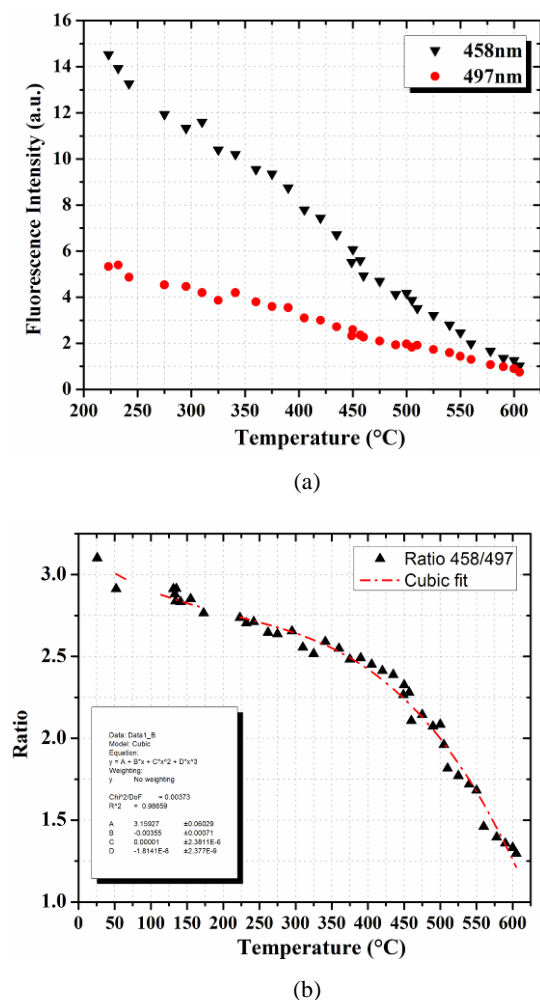 16
14
12
10
8
6
4
2
0
Fluorescence Intensity (a.u.)
458nm
497nm
200 250 300 350 400 450 500 550 600
Temperature (°C)
(a)
3.0
2.5
2.0
1.5
1.0
Ratio
Ratio 458/497
Cubic fit
Data: Data1_B
Model: Cubic
Equation:
y = A + B*x + C*x^2 + D*x^3
Weighting:
y No weighting
Chi^2/DoF = 0.00373
R^2 = 0.98659
A 3.15927 ±0.06029
B -0.00355 ±0.00071
C 0.00001 ±2.3811E-6
D -1.8141E-8 ±2.377E-9
0 50 100 150 200 250 300 350 400 450 500 550 600
Temperature (°C)
(b)